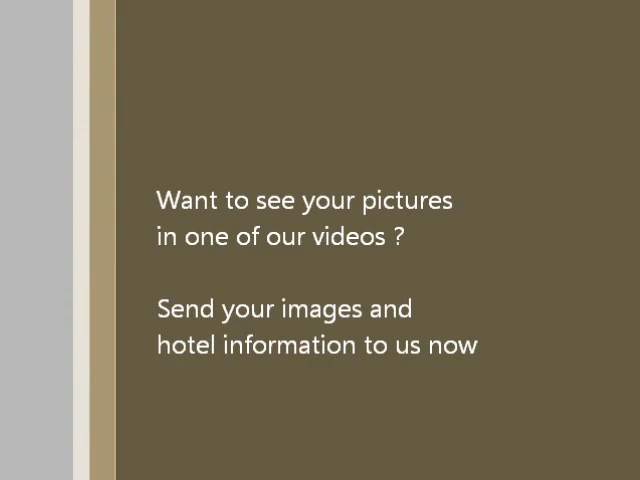 Want to see your pictures
in one of our videos ?
Send your images and
hotel information to us now